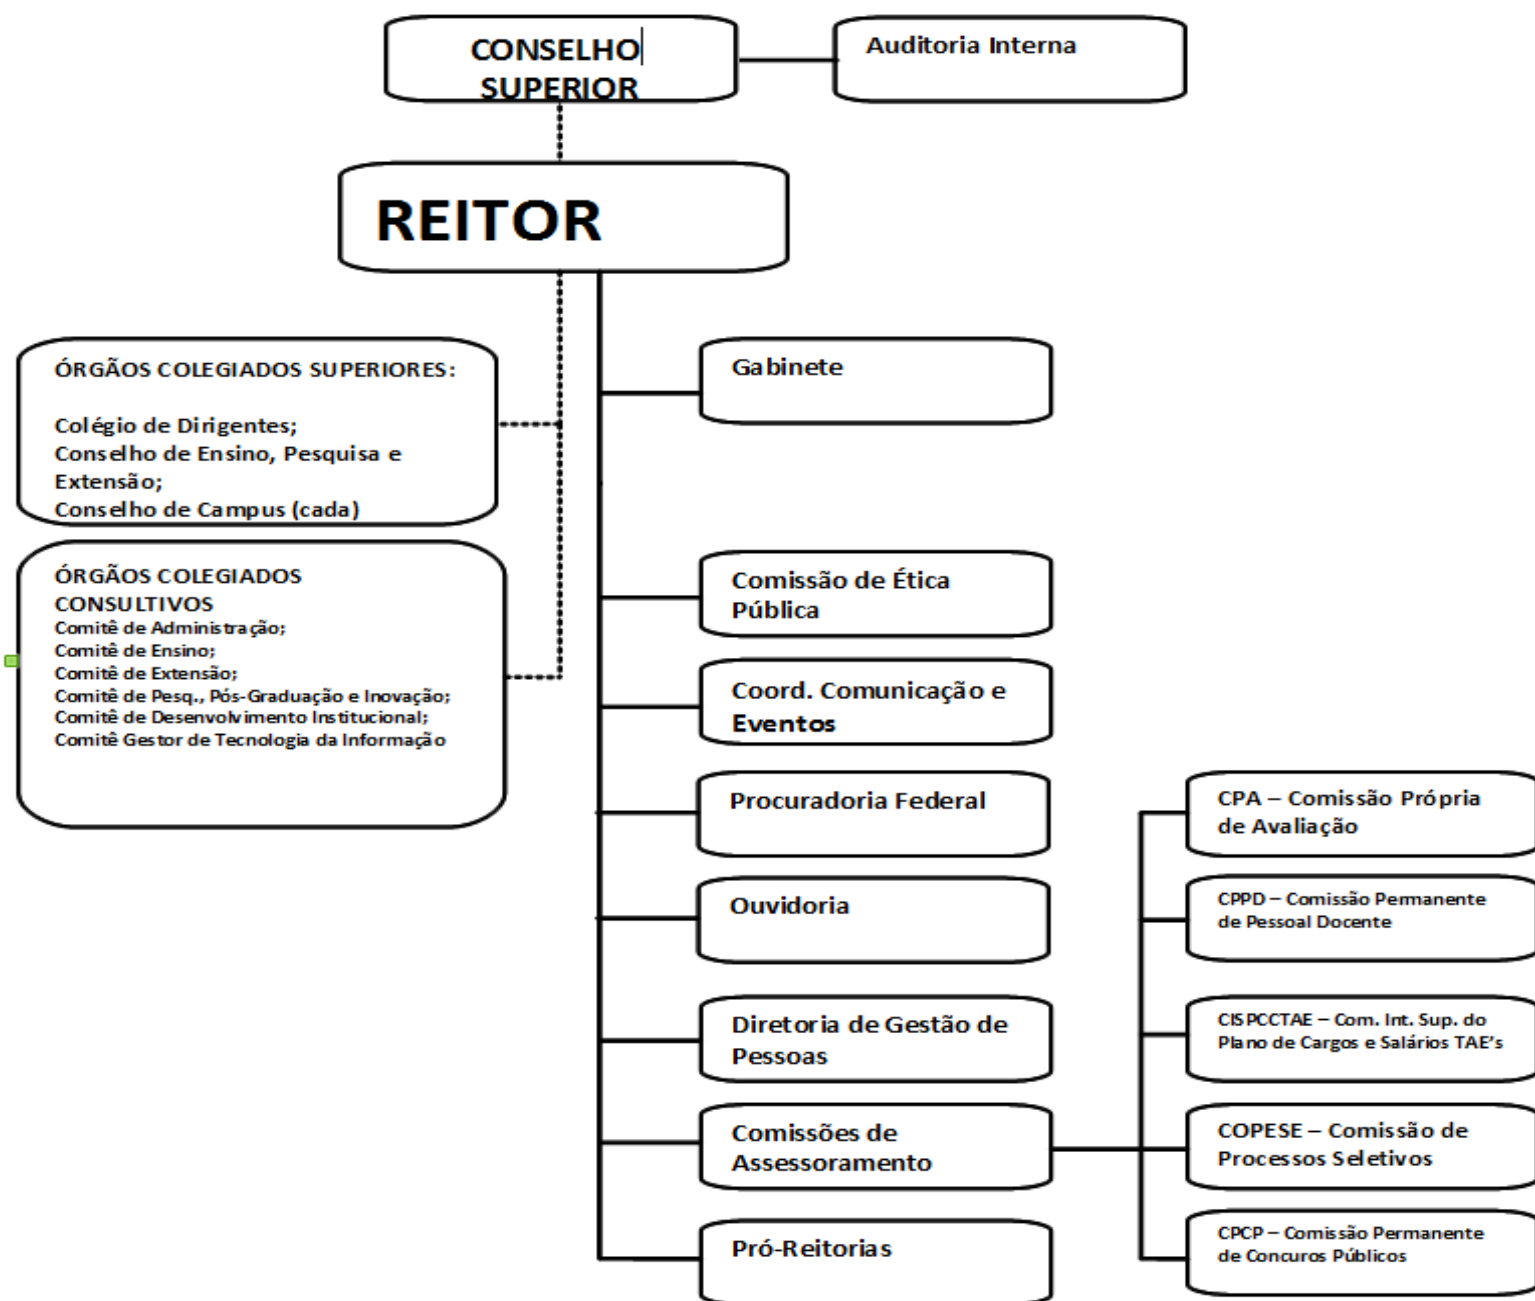 CONSELHO
SUPERIOR
Auditoria Interna
REITOR
ÓRGÃOS COLEGIADOS SUPERIORES:
Colégio de Dirigentes;
Conselho de Ensino, Pesquisa e
Extensão;
Conselho de Campus (cada)
ÓRGÃOS COLEGIADOS
CONSULTIVOS
Comitê de Administração;
Comitê de Ensino;
Comitê de Extensão;
Comitê de Pesq., Pós-Graduação e Inovação;
Comitê de Desenvolvimento Institucional;
Comitê Gestor de Tecnologia da Informação
Gabinete
Comissão de Ética
Pública
Coord. Comunicação e
Eventos
Procuradoria Federal
Ouvidoria
Diretoria de Gestão de
Pessoas
Comissões de
Assessoramento
Pró-Reitorias
CPA – Comissão Própria
de Avaliação
CPPD – Comissão Permanente
de Pessoal Docente
CISPCCTAE – Com. Int. Sup. do
Plano de Cargos e Salários TAE's
COPESE – Comissão de
Processos Seletivos
CPCP – Comissão Permanente
de Concuros Públicos